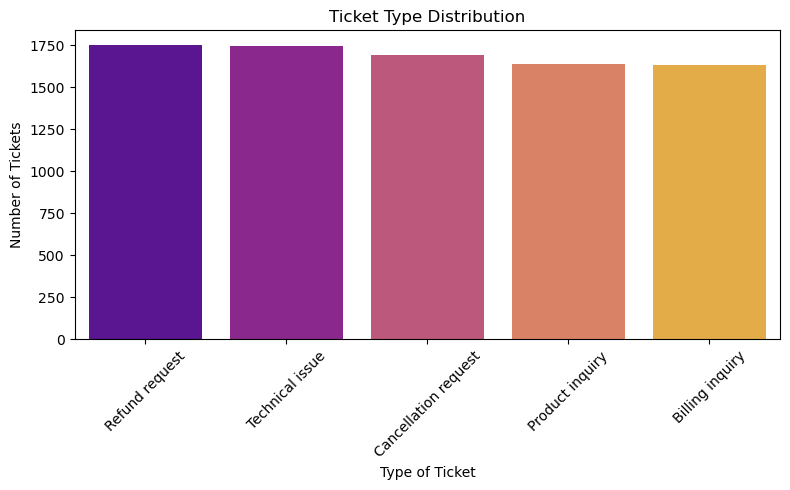 Ticket Type Distribution
Number of Tickets
1750
1500
1250
1000
750
500
250
0
Refund request
Technical issue
Cancellation request
Product inquiry
Billing inquiry
Type of Ticket